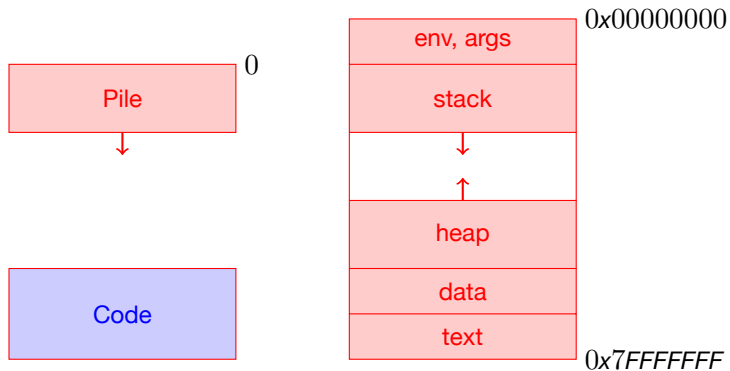 0x00000000
env, args
0
Pile
stack
heap
data
Code
text
0x7FFFFFFF